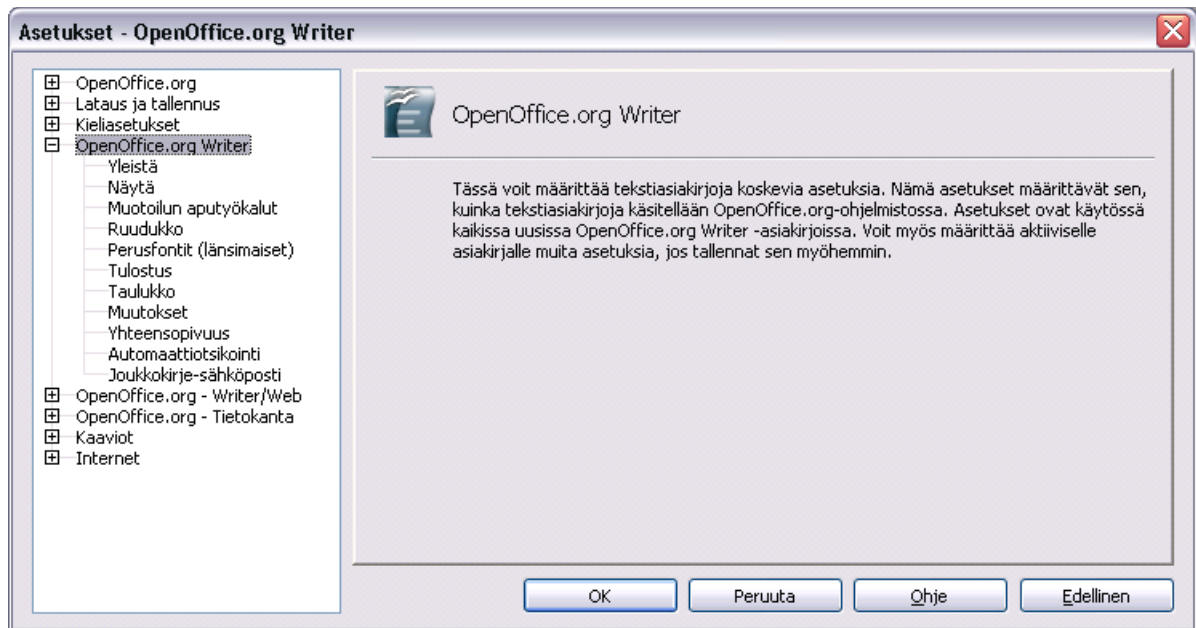 Asetukset - OpenOffice.org Writer
OpenOffice.org
Lataus ja tallennus
Kieliasetukset
OpenOffice.org Writer
Yleistä
Näytä
Muotoilun aputyökalut
Ruudukko
Perusfontit (länsimaiset)
Tulostus
Taulukko
Muutokset
Yhteensopivuus
Automaattiotsikointi
Joukkokirje-sähköposti
OpenOffice.org - Writer/Web
OpenOffice.org - Tietokanta
Kaaviot
Internet
OpenOffice.org Writer
Tässä voit määrittää tekstiasiakirjoja koskevia asetuksia. Nämä asetukset määrittävät sen,
kuinka tekstiasiakirjoja käsitellään OpenOffice.org-ohjelmistossa. Asetukset ovat käytössä
kaikissa uusissa OpenOffice.org Writer -asiakirjoissa. Voit myös määrittää aktiiviselle
asiakirjalle muita asetuksia, jos tallennat sen myöhemmin.
OK Peruuta Ohje Edellinen